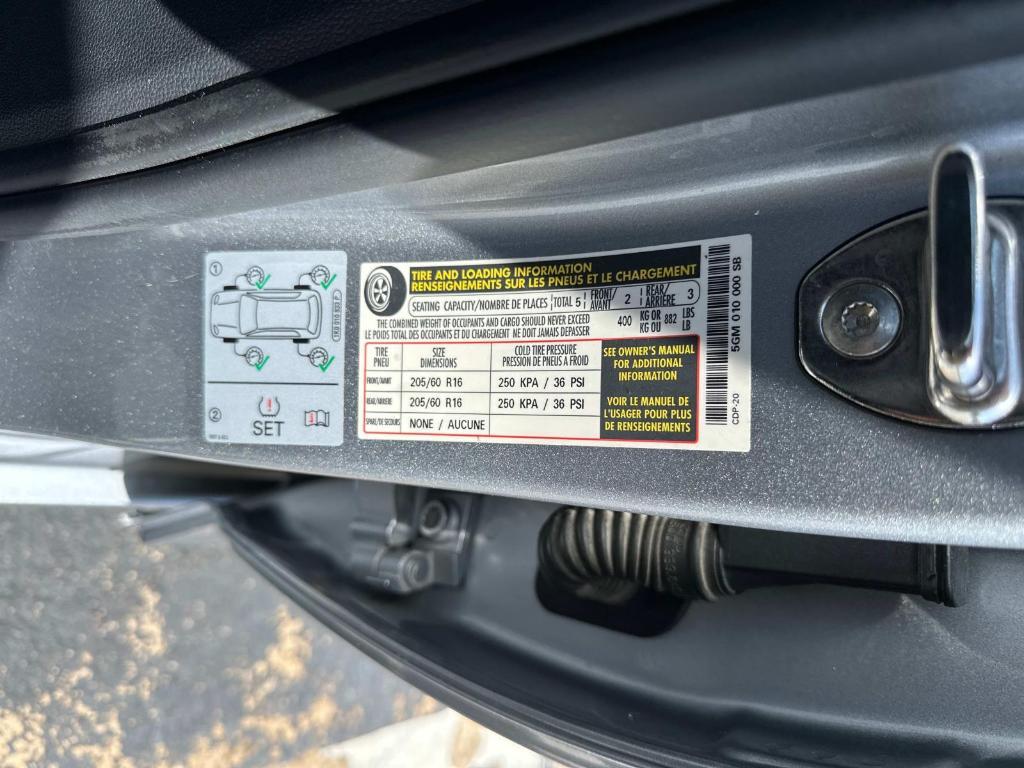 1
1K0 010 833 F
2
SET
TIRE AND LOADING INFORMATION
RENSEIGNEMENTS SUR LES PNEUS ET LE CHARGEMENT
SEATING CAPACITY/NOMBRE DE PLACES TOTAL 5 FRONT/ AVANT 2 REAR/ ARRIÈRE 3
THE COMBINED WEIGHT OF OCCUPANTS AND CARGO SHOULD NEVER EXCEED
LE POIDS TOTAL DES OCCUPANTS ET DU CHARGEMENT NE DOIT JAMAIS DEPASSER
400 KG OR KG OU 882 LBS LB
TIRE PNEU SIZE DIMENSIONS COLD TIRE PRESSURE PRESSION DE PNEUS A FROID
FRONT/AVANT 205/60 R16 250 KPA / 36 PSI
REAR/ARRIERE 205/60 R16 250 KPA / 36 PSI
SPARE/DE SECOURS NONE / AUCUNE
SEE OWNER'S MANUAL
FOR ADDITIONAL
INFORMATION
VOIR LE MANUEL DE
L'USAGER POUR PLUS
DE RENSEIGNEMENTS
5GM 010 000 SB
CDP-20